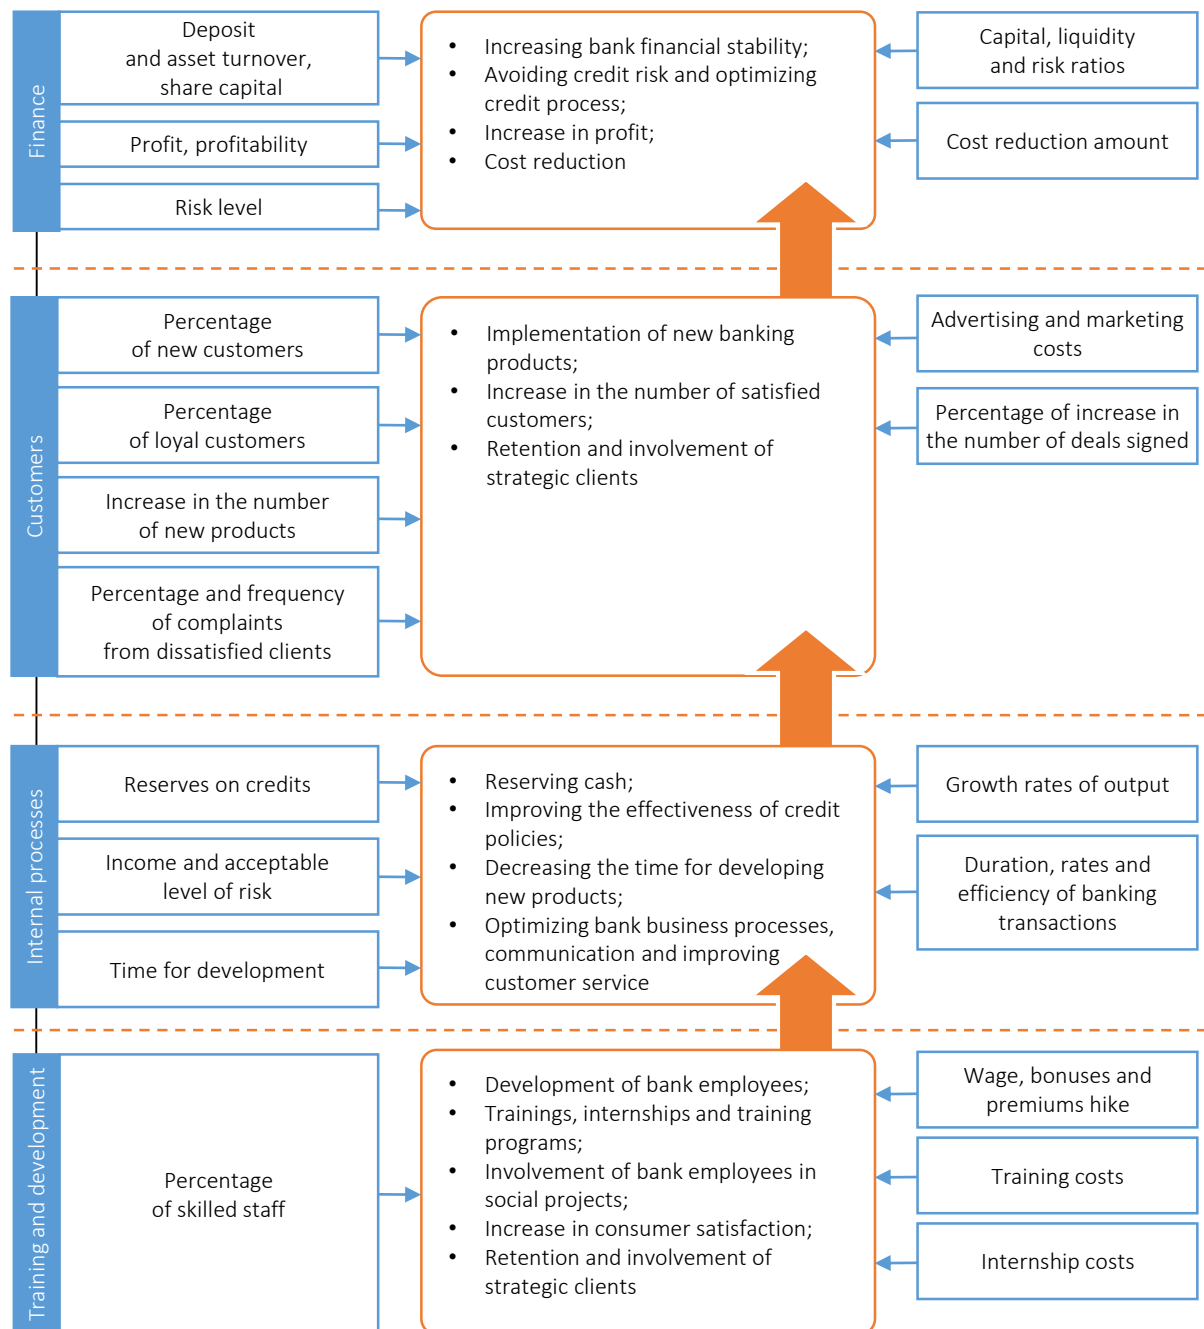 Finance
Deposit
and asset turnover,
share capital
Profit, profitability
Risk level
• Increasing bank financial stability;
• Avoiding credit risk and optimizing
credit process;
• Increase in profit;
• Cost reduction
Capital, liquidity
and risk ratios
Cost reduction amount
Customers
Percentage
of new customers
Percentage
of loyal customers
Increase in the number
of new products
Percentage and frequency
of complaints
from dissatisfied clients
• Implementation of new banking
products;
• Increase in the number of satisfied
customers;
• Retention and involvement of
strategic clients
Advertising and marketing
costs
Percentage of increase in
the number of deals signed
Internal processes
Reserves on credits
Income and acceptable
level of risk
Time for development
• Reserving cash;
• Improving the effectiveness of credit
policies;
• Decreasing the time for developing
new products;
• Optimizing bank business processes,
communication and improving
customer service
Growth rates of output
Duration, rates and
efficiency of banking
transactions
Training and development
Percentage
of skilled staff
• Development of bank employees;
• Trainings, internships and training
programs;
• Involvement of bank employees in
social projects;
• Increase in consumer satisfaction;
• Retention and involvement of
strategic clients
Wage, bonuses and
premiums hike
Training costs
Internship costs